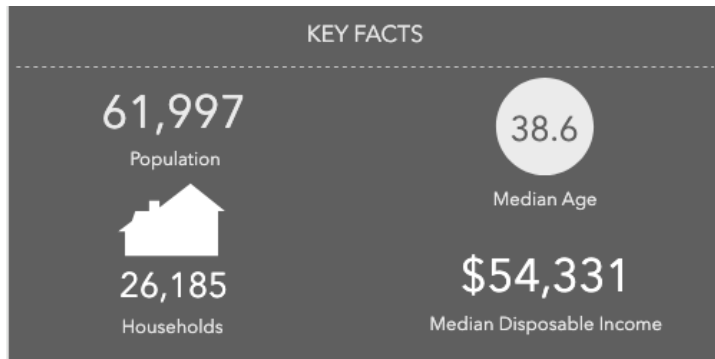 KEY FACTS
61,997
Population
26,185
Households
38.6
Median Age
$54,331
Median Disposable Income